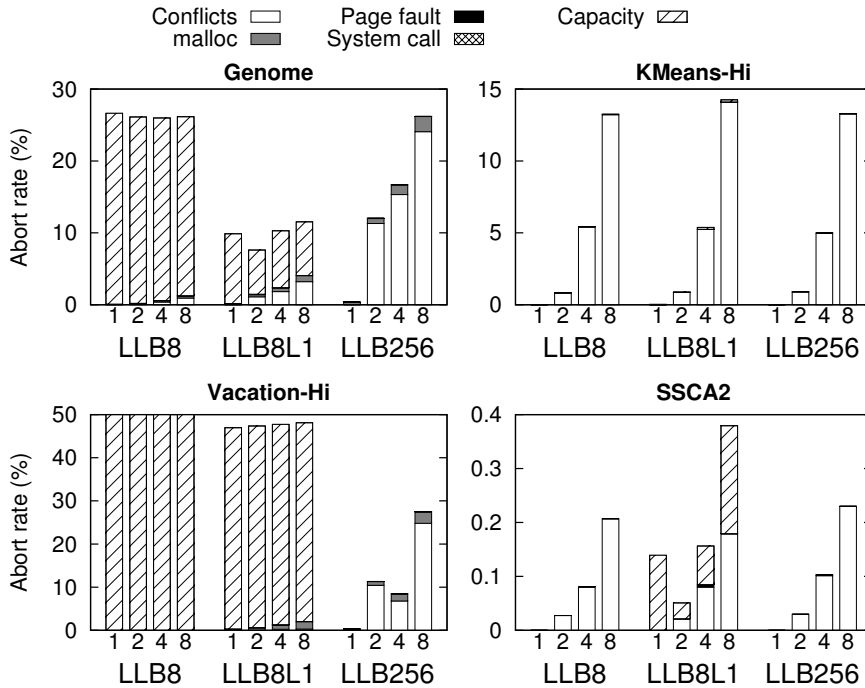 Conflicts Page fault Capacity
malloc System call
Genome KMeans-Hi
Abort rate (%)
30
20
10
0
1 2 4 8 1 2 4 8 1 2 4 8
LLB8 LLB8L1 LLB256
15
10
5
0
1 2 4 8 1 2 4 8 1 2 4 8
LLB8 LLB8L1 LLB256
Vacation-Hi SSCA2
Abort rate (%)
50
40
30
20
10
0
1 2 4 8 1 2 4 8 1 2 4 8
LLB8 LLB8L1 LLB256
0.4
0.3
0.2
0.1
0
1 2 4 8 1 2 4 8 1 2 4 8
LLB8 LLB8L1 LLB256